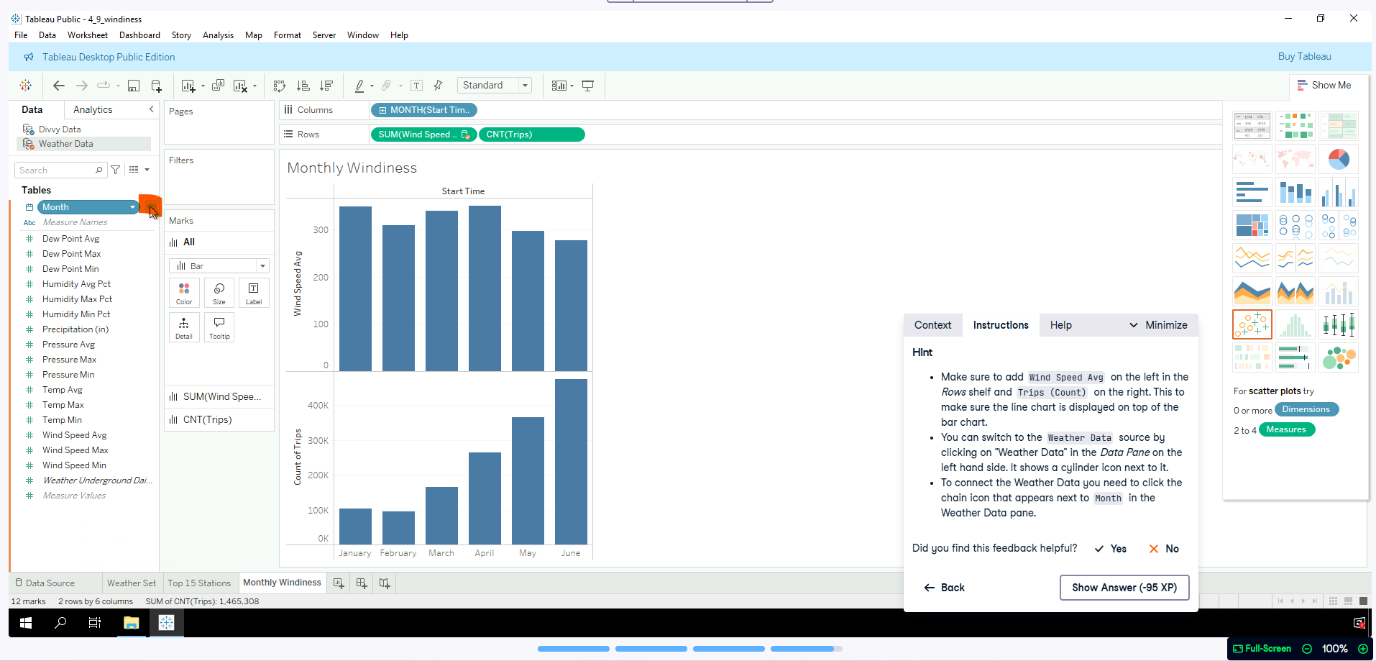 Tableau Public - 4_9_windiness
File Data Worksheet Dashboard Story Analysis Map Format Server Window Help
Tableau Desktop Public Edition
Buy Tableau
Standard
Show Me
Data
Analytics
Divvy Data
Weather Data
Search
Tables
Month
Abc Measure Names
Dew Point Avg
Dew Point Max
Dew Point Min
Humidity Avg Pct
Humidity Max Pct
Humidity Min Pct
Precipitation (in)
Pressure Avg
Pressure Max
Pressure Min
Temp Avg
Temp Max
Temp Min
Wind Speed Avg
Wind Speed Max
Wind Speed Min
Weather Underground Dai...
Measure Values
Pages
Filters
Marks
All
Bar
Color
Size
Label
Detail
Tooltip
SUM(Wind Spee...
CNT(Trips)
Columns
MONTH(Start Tim..
Rows
SUM(Wind Speed ..
CNT(Trips)
Monthly Windiness
Start Time
Wind Speed Avg
300
200
100
0
Count of Trips
400K
300K
200K
100K
0K
January February March April May June
For scatter plots try
0 or more Dimensions
2 to 4 Measures
Context
Instructions
Help
Minimize
Hint
• Make sure to add Wind Speed Avg on the left in the
Rows shelf and Trips (Count) on the right. This to
make sure the line chart is displayed on top of the
bar chart.
• You can switch to the Weather Data source by
clicking on "Weather Data" in the Data Pane on the
left hand side. It shows a cylinder icon next to it.
• To connect the Weather Data you need to click the
chain icon that appears next to Month in the
Weather Data pane.
Did you find this feedback helpful?
Yes
No
Back
Show Answer (-95 XP)
Data Source
Weather Set
Top 15 Stations
Monthly Windiness
12 marks 2 rows by 6 columns SUM of CNT(Trips): 1,465,308
Full-Screen
100%